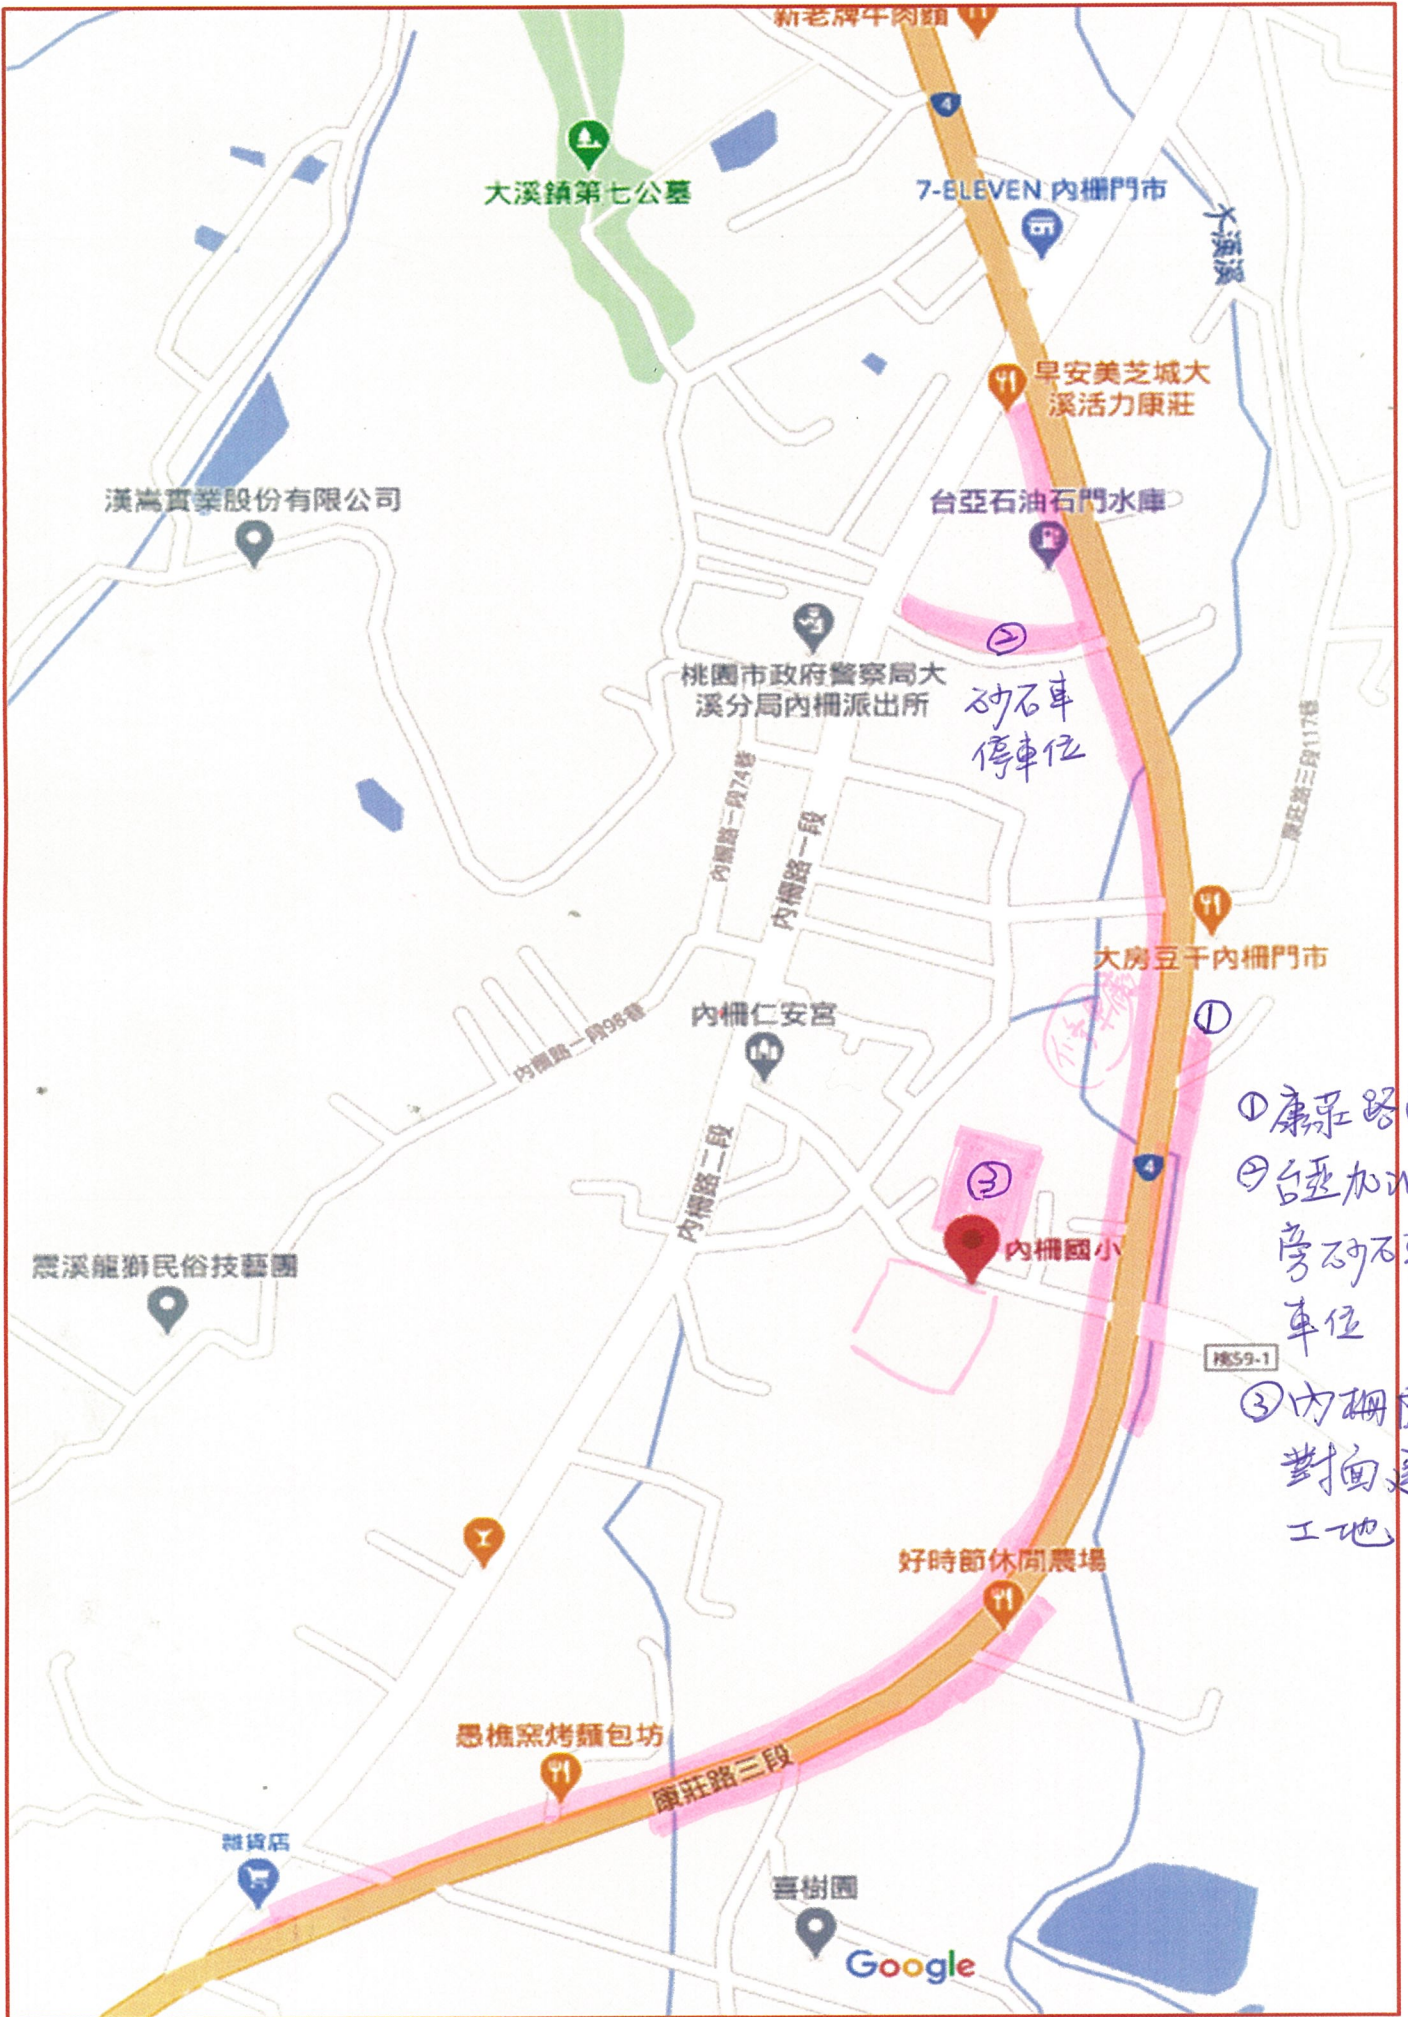 新老牌牛肉麵
4
大溪鎮第七公墓
7-ELEVEN 內柵門市
大漢溪
早安美芝城大
溪活力康莊
漢嵩實業股份有限公司
台亞石油石門水庫
②
桃園市政府警察局大
溪分局內柵派出所
砂石車
停車位
內柵路一段74巷
內柵路一段
康莊路三段117巷
大房豆干內柵門市
①
內柵仁安宮
內柵路一段98巷
①康莊路
②台亞加
旁砂石
車位
③內柵
對面
工地
內柵路二段
③
4
內柵國小
震溪龍獅民俗技藝團
桃59-1
好時節休閒農場
愚樵窯烤麵包坊
康莊路三段
雜貨店
喜樹園
Google